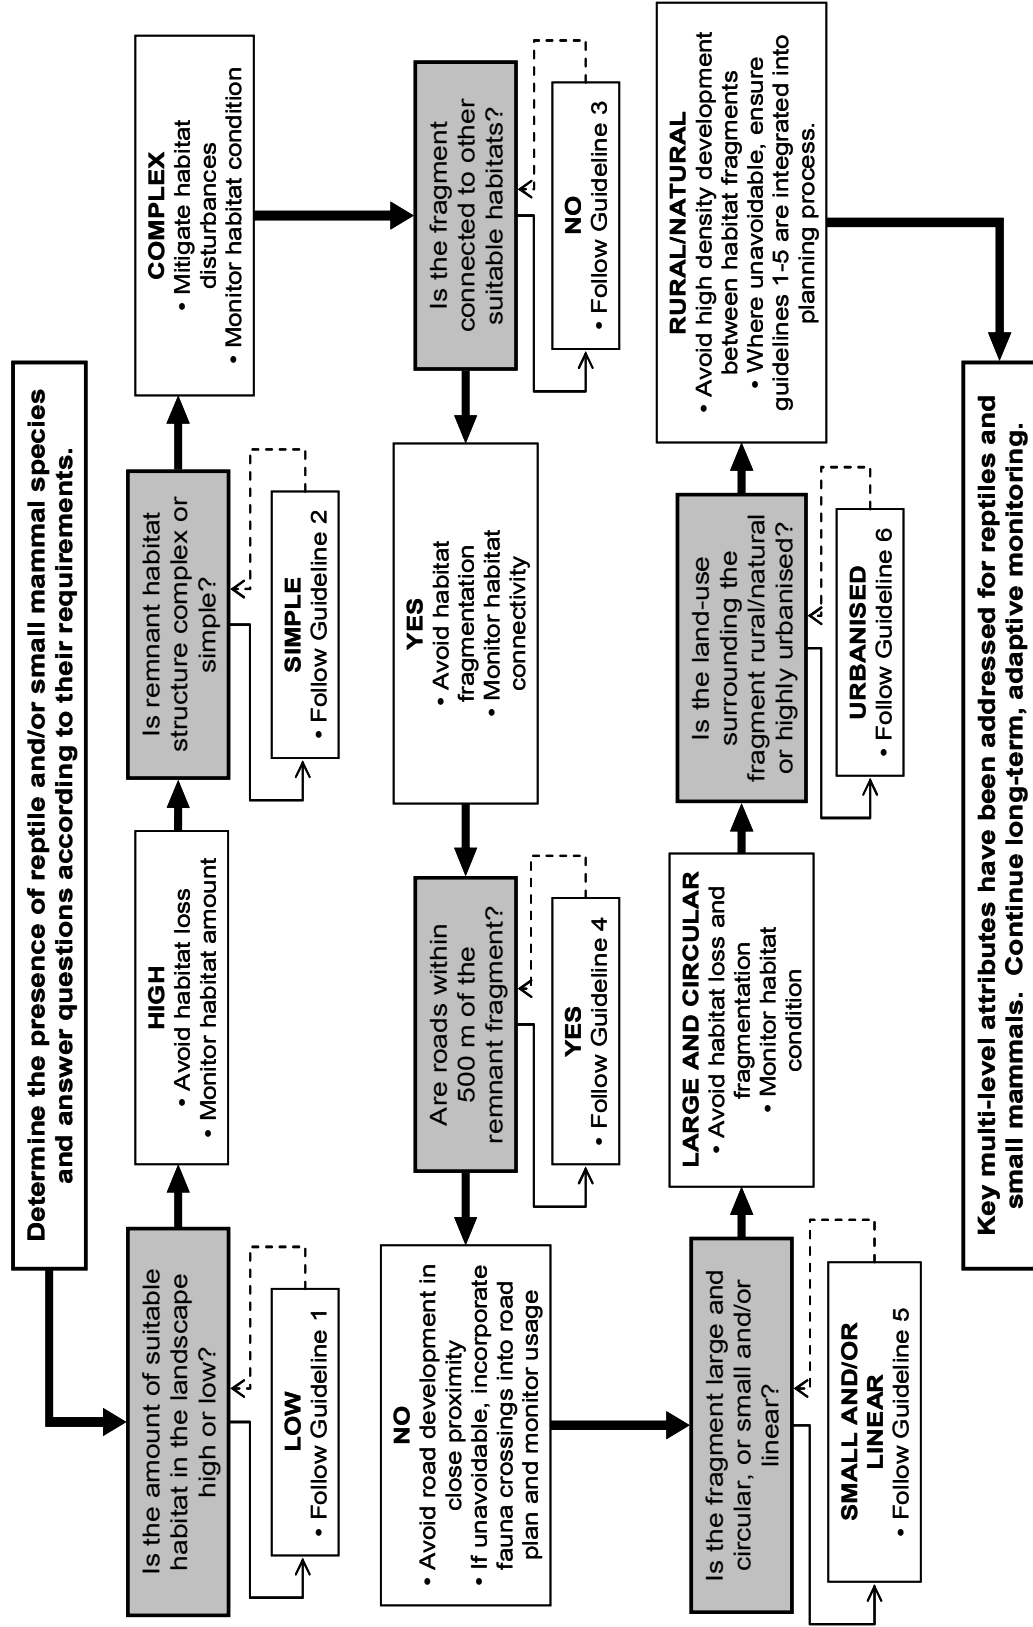 Determine the presence of reptile and/or small mammal species
and answer questions according to their requirements.
Is the amount of suitable
habitat in the landscape
high or low?
LOW
• Follow Guideline 1
HIGH
• Avoid habitat loss
• Monitor habitat amount
Is remnant habitat
structure complex or
simple?
SIMPLE
• Follow Guideline 2
COMPLEX
• Mitigate habitat
disturbances
• Monitor habitat condition
Is the fragment
connected to other
suitable habitats?
NO
• Follow Guideline 3
YES
• Avoid habitat
fragmentation
• Monitor habitat
connectivity
Are roads within
500 m of the
remnant fragment?
YES
• Follow Guideline 4
NO
• Avoid road development in
close proximity
• If unavoidable, incorporate
fauna crossings into road
plan and monitor usage
Is the fragment large and
circular, or small and/or
linear?
SMALL AND/OR
LINEAR
• Follow Guideline 5
LARGE AND CIRCULAR
• Avoid habitat loss and
fragmentation
• Monitor habitat
condition
Is the land-use
surrounding the
fragment rural/natural
or highly urbanised?
URBANISED
• Follow Guideline 6
RURAL/NATURAL
• Avoid high density development
between habitat fragments
• Where unavoidable, ensure
guidelines 1-5 are integrated into
planning process.
Key multi-level attributes have been addressed for reptiles and
small mammals. Continue long-term, adaptive monitoring.